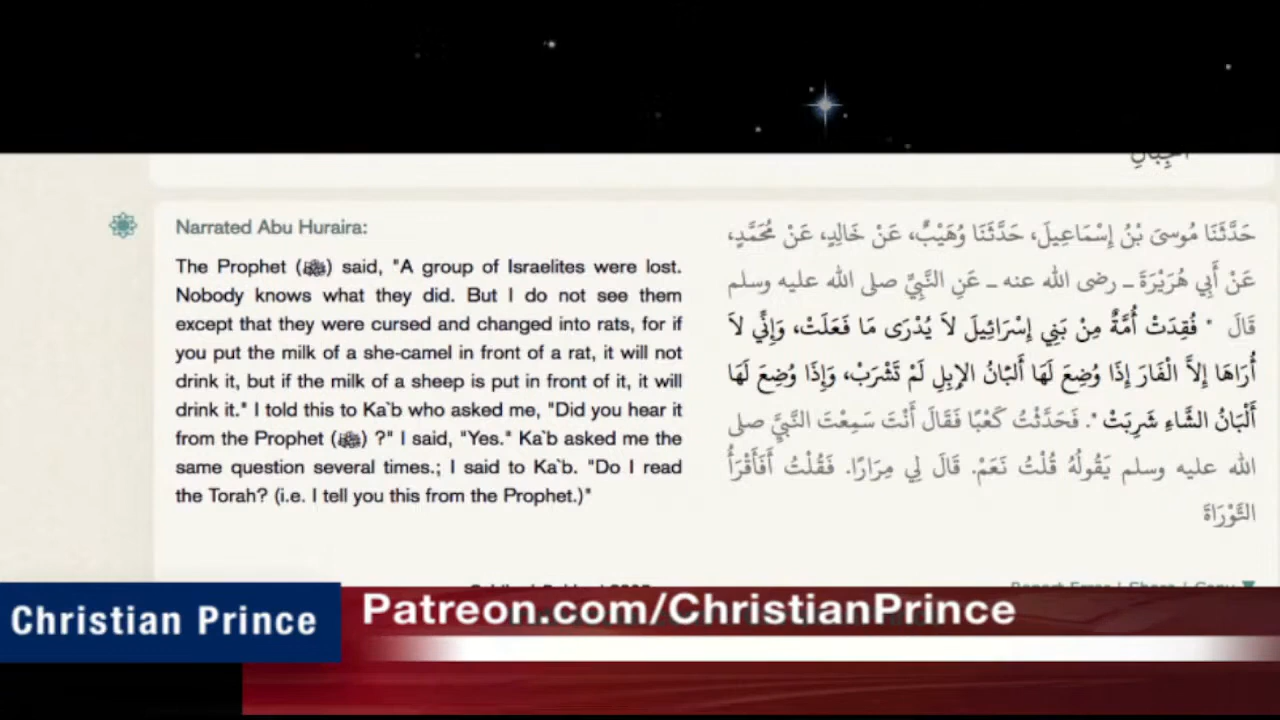 الجِبَالِ
Narrated Abu Huraira:
The Prophet (ﷺ) said, "A group of Israelites were lost.
Nobody knows what they did. But I do not see them
except that they were cursed and changed into rats, for if
you put the milk of a she-camel in front of a rat, it will not
drink it, but if the milk of a sheep is put in front of it, it will
drink it." I told this to Ka`b who asked me, "Did you hear it
from the Prophet (ﷺ) ?" I said, "Yes." Ka`b asked me the
same question several times.; I said to Ka`b. "Do I read
the Torah? (i.e. I tell you this from the Prophet.)"
حَدَّثَنَا مُوسَى بْنُ إِسْمَاعِيلَ، حَدَّثَنَا وُهَيْبٌ، عَنْ خَالِدٍ، عَنْ مُحَمَّدٍ،
عَنْ أَبِي هُرَيْرَةَ ـ رضى الله عنه ـ عَنِ النَّبِيِّ صلى الله عليه وسلم
قَالَ " فُقِدَتْ أُمَّةٌ مِنْ بَنِي إِسْرَائِيلَ لاَ يُدْرَى مَا فَعَلَتْ، وَإِنِّي لاَ
أُرَاهَا إِلاَّ الْفَارَ إِذَا وُضِعَ لَهَا أَلْبَانُ الإِبِلِ لَمْ تَشْرَبْ، وَإِذَا وُضِعَ لَهَا
أَلْبَانُ الشَّاءِ شَرِبَتْ ". فَحَدَّثْتُ كَعْبًا فَقَالَ أَنْتَ سَمِعْتَ النَّبِيَّ صلى
الله عليه وسلم يَقُولُهُ قُلْتُ نَعَمْ. قَالَ لِي مِرَارًا. فَقُلْتُ أَفَأَقْرَأُ
التَّوْرَاةَ
Report Error | Share | Copy ▼
Christian Prince
Patreon.com/ChristianPrince